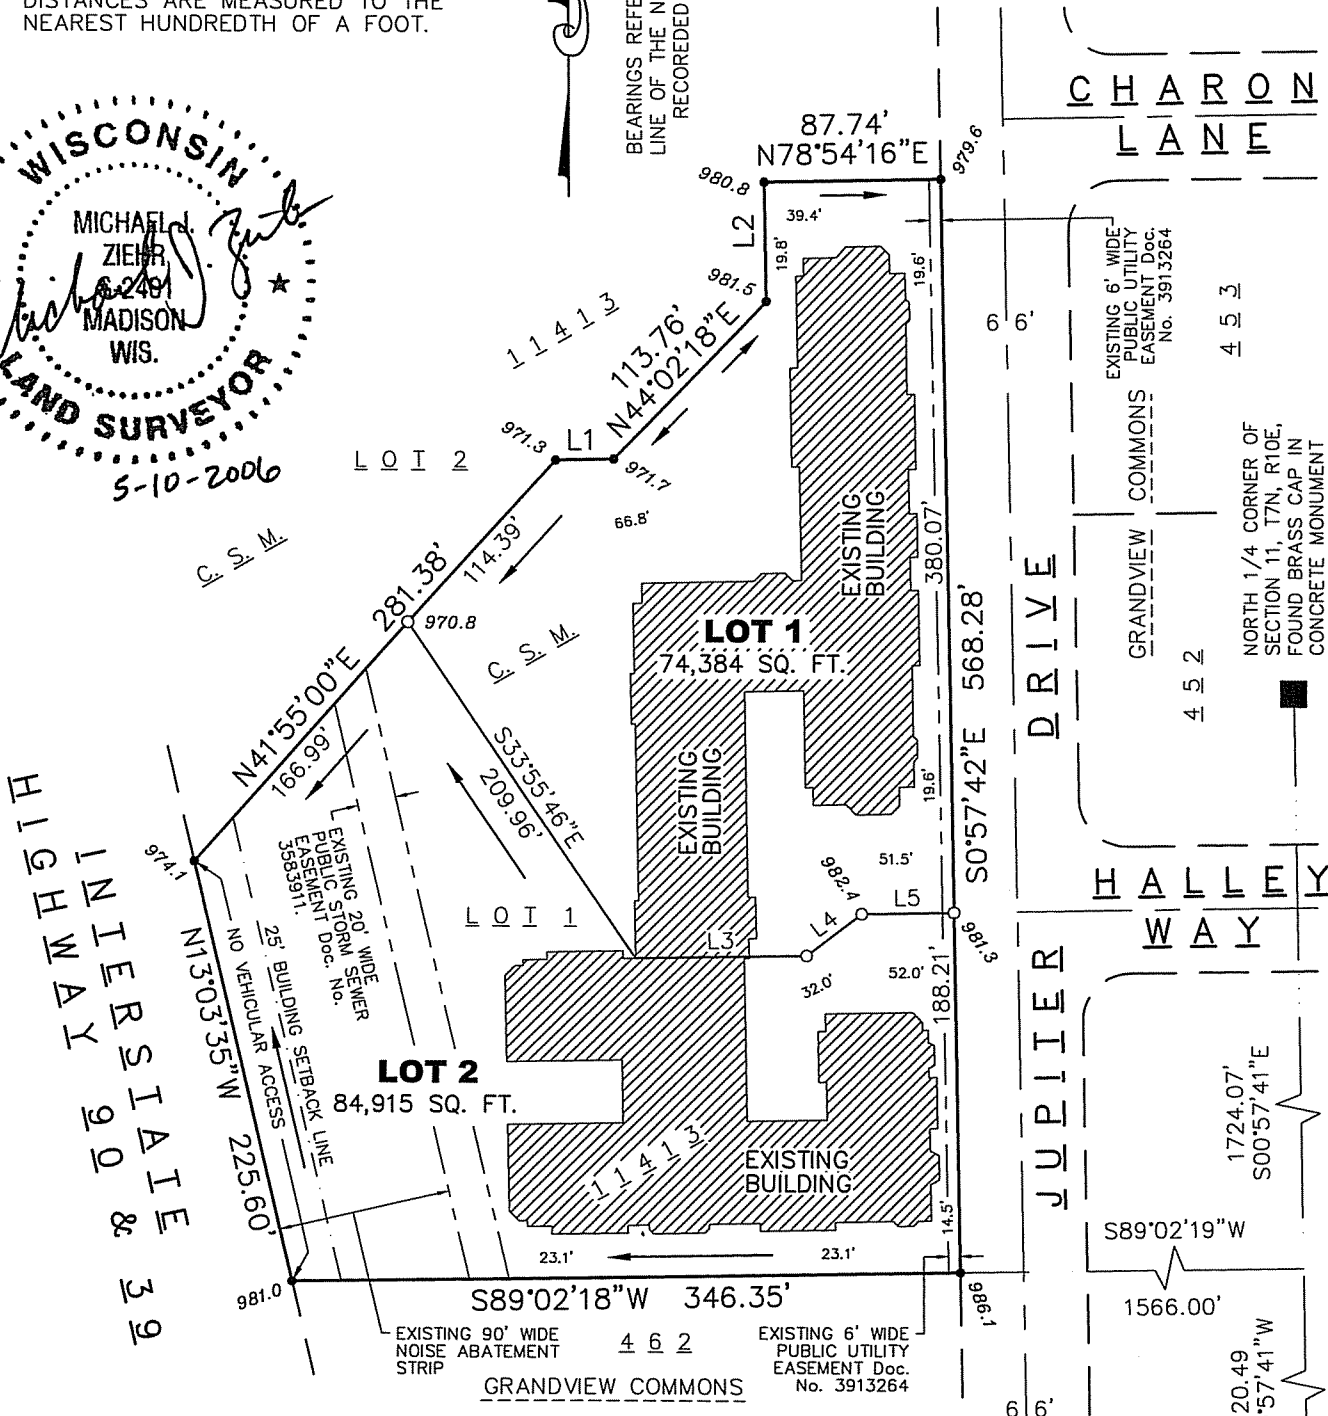 DISTANCES ARE MEASURED TO THE
NEAREST HUNDREDTH OF A FOOT.
BEARINGS REFE
LINE OF THE N
RECOREDED
WISCONSIN
MICHAEL J.
ZIEHR
S-2401
MADISON
WIS.
LAND SURVEYOR
5-10-2006
CHARON
LANE
87.74'
N78°54'16"E
979.6
980.8
39.4'
L2
19.8'
19.6'
981.5
EXISTING 6' WIDE
PUBLIC UTILITY
EASEMENT Doc.
No. 3913264
453
6 6'
11413
113.76'
N44°02'18"E
971.3
L1
971.7
66.8'
LOT 2
C. S. M.
GRANDVIEW COMMONS
NORTH 1/4 CORNER OF
SECTION 11, T7N, R10E,
FOUND BRASS CAP IN
CONCRETE MONUMENT
EXISTING
BUILDING
380.07'
114.39'
281.38'
970.8
C. S. M.
LOT 1
74,384 SQ. FT.
S0°57'42"E 568.28'
JUPITER DRIVE
452
N41°55'00"E
166.99'
S33°55'46"E
209.96'
EXISTING
BUILDING
19.6'
974.1
EXISTING 20' WIDE
PUBLIC STORM SEWER
EASEMENT Doc. No.
3583911.
51.5'
982.4
L5
L4
L3
981.3
HALLEY
WAY
LOT 1
32.0'
52.0'
188.21'
INTERSTATE
HIGHWAY 90 & 39
N13°03'35"W 225.60'
NO VEHICULAR ACCESS
25' BUILDING SETBACK LINE
LOT 2
84,915 SQ. FT.
11413
EXISTING
BUILDING
14.5'
1724.07'
S00°57'41"E
S89°02'19"W
1566.00'
23.1'
23.1'
981.0
S89°02'18"W 346.35'
986.1
EXISTING 90' WIDE
NOISE ABATEMENT
STRIP
462
EXISTING 6' WIDE
PUBLIC UTILITY
EASEMENT Doc.
No. 3913264
GRANDVIEW COMMONS
6 6'
20.49
°57'41"W